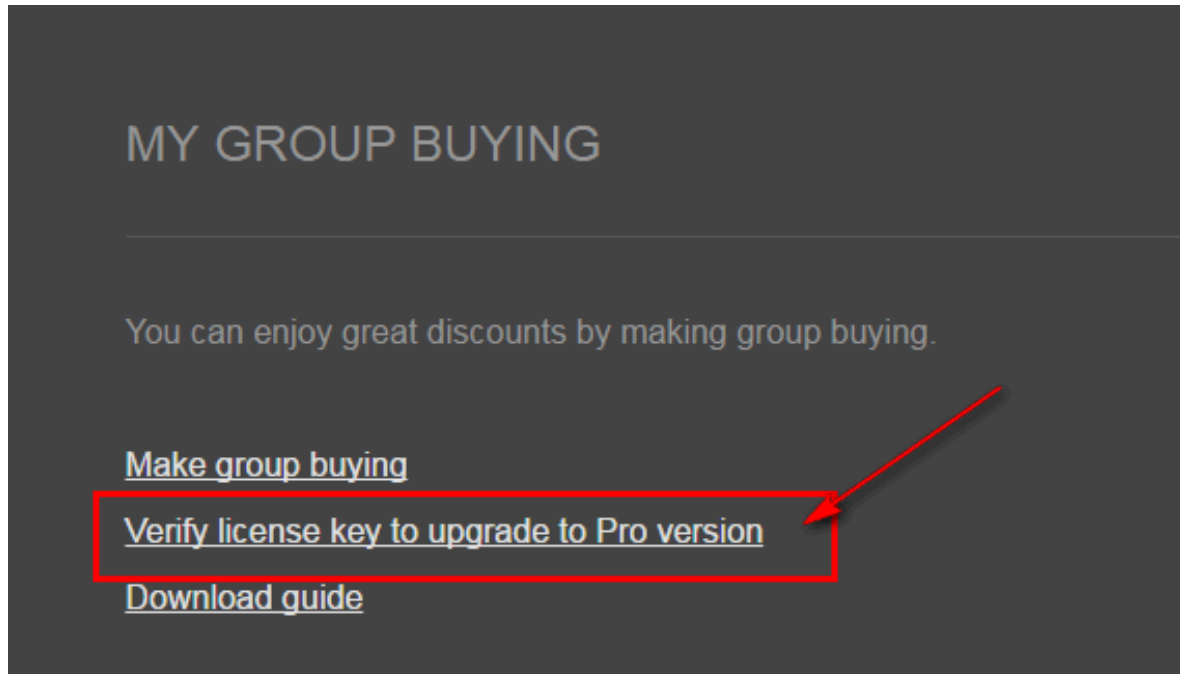 MY GROUP BUYING
You can enjoy great discounts by making group buying.
Make group buying
Verify license key to upgrade to Pro version
Download guide